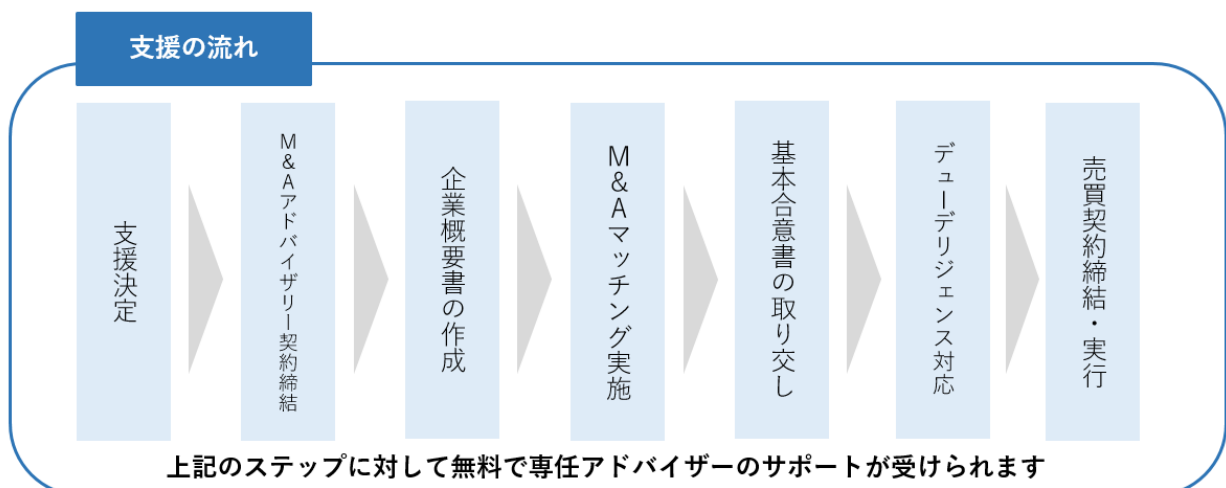 支援の流れ
支援決定
M&Aアドバイザリー契約締結
企業概要書の作成
M&Aマッチング実施
基本合意書の取り交し
デューデリジェンス対応
売買契約締結・実行
上記のステップに対して無料で専任アドバイザーのサポートが受けられます